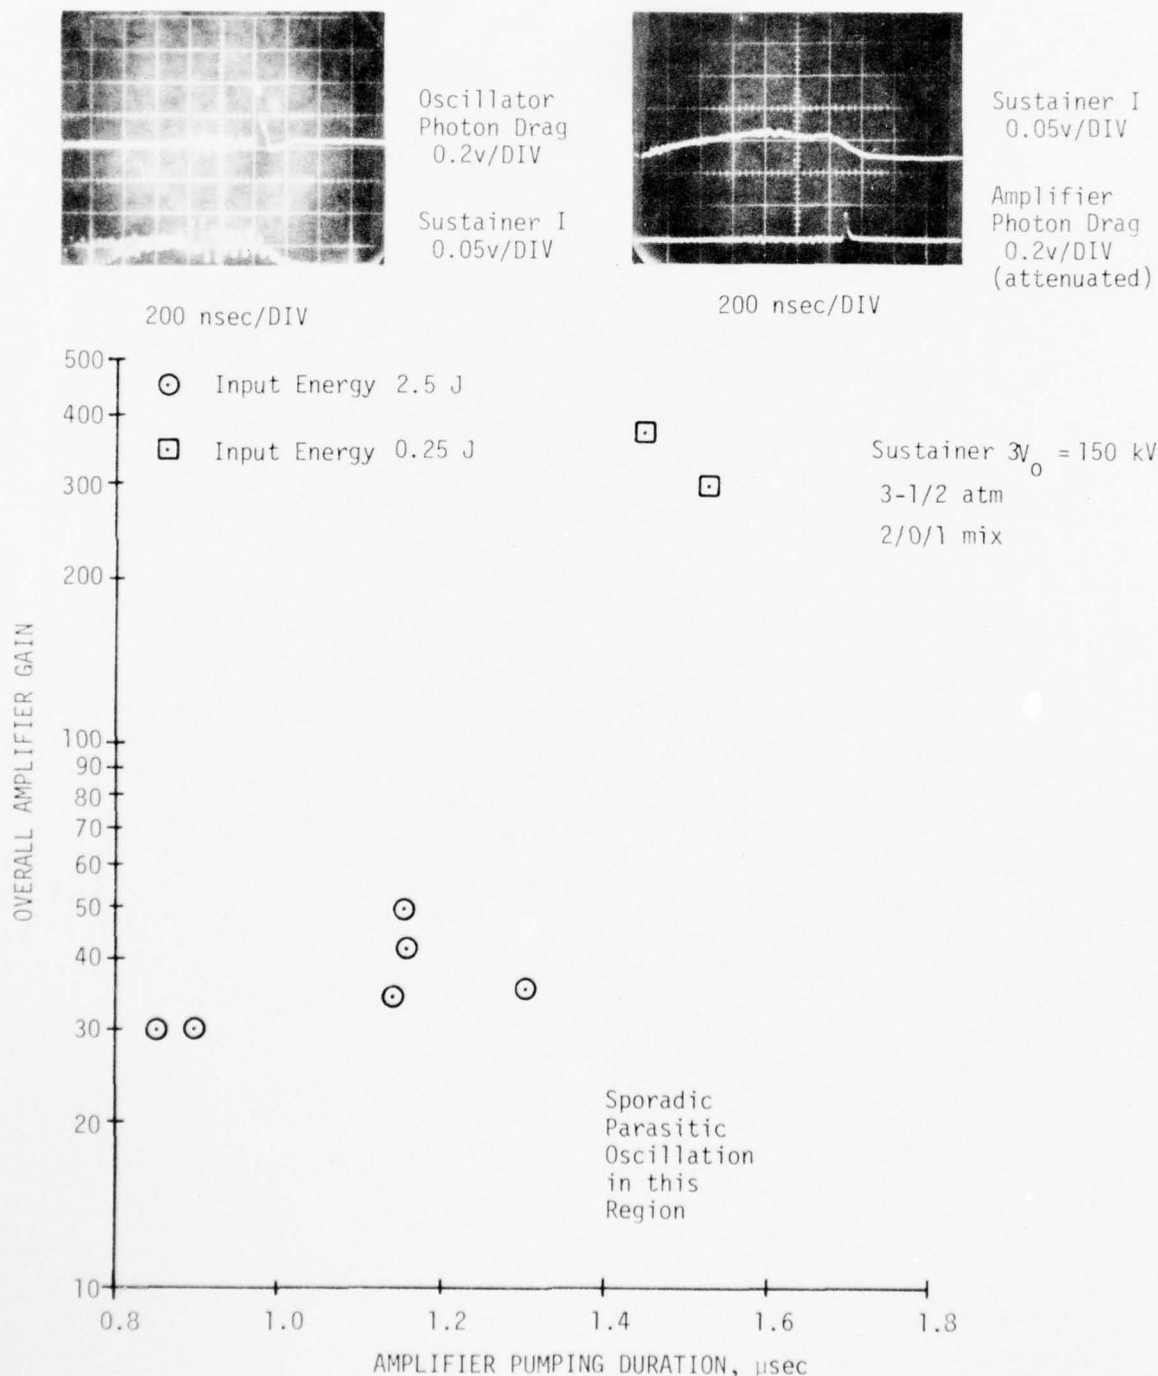 Oscillator
Photon Drag
0.2v/DIV
Sustainer I
0.05v/DIV
200 nsec/DIV
Sustainer I
0.05v/DIV
Amplifier
Photon Drag
0.2v/DIV
(attenuated)
200 nsec/DIV
Input Energy 2.5 J
Input Energy 0.25 J
Sustainer 3V₀ = 150 kV
3-1/2 atm
2/0/1 mix
OVERALL AMPLIFIER GAIN
500
400
300
200
100
90
80
70
60
50
40
30
20
10
Sporadic
Parasitic
Oscillation
in this
Region
0.8 1.0 1.2 1.4 1.6 1.8
AMPLIFIER PUMPING DURATION, μsec